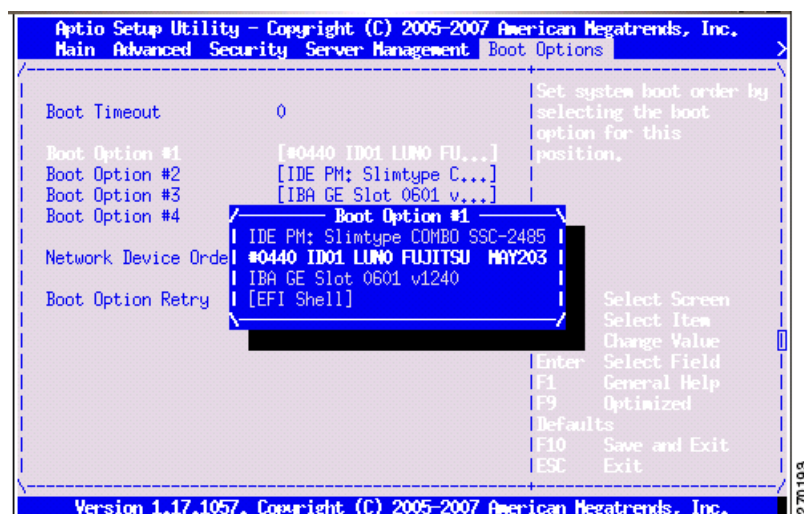 Aptio Setup Utility – Copyright (C) 2005-2007 American Megatrends, Inc.
Main Advanced Security Server Management Boot Options >
Boot Timeout 0
Boot Option #1 [#0440 ID01 LUN0 FU...]
Boot Option #2 [IDE PM: Slimtype C...]
Boot Option #3 [IBA GE Slot 0601 v...]
Boot Option #4
Network Device Orde
Boot Option Retry
Boot Option #1
IDE PM: Slimtype COMBO SSC-2485
#0440 ID01 LUN0 FUJITSU MAY203
IBA GE Slot 0601 v1240
[EFI Shell]
Set system boot order by
selecting the boot
option for this
position.
Select Screen
Select Item
Change Value
Enter Select Field
F1 General Help
F9 Optimized
Defaults
F10 Save and Exit
ESC Exit
Version 1.17.1057. Copyright (C) 2005-2007 American Megatrends, Inc.
270193